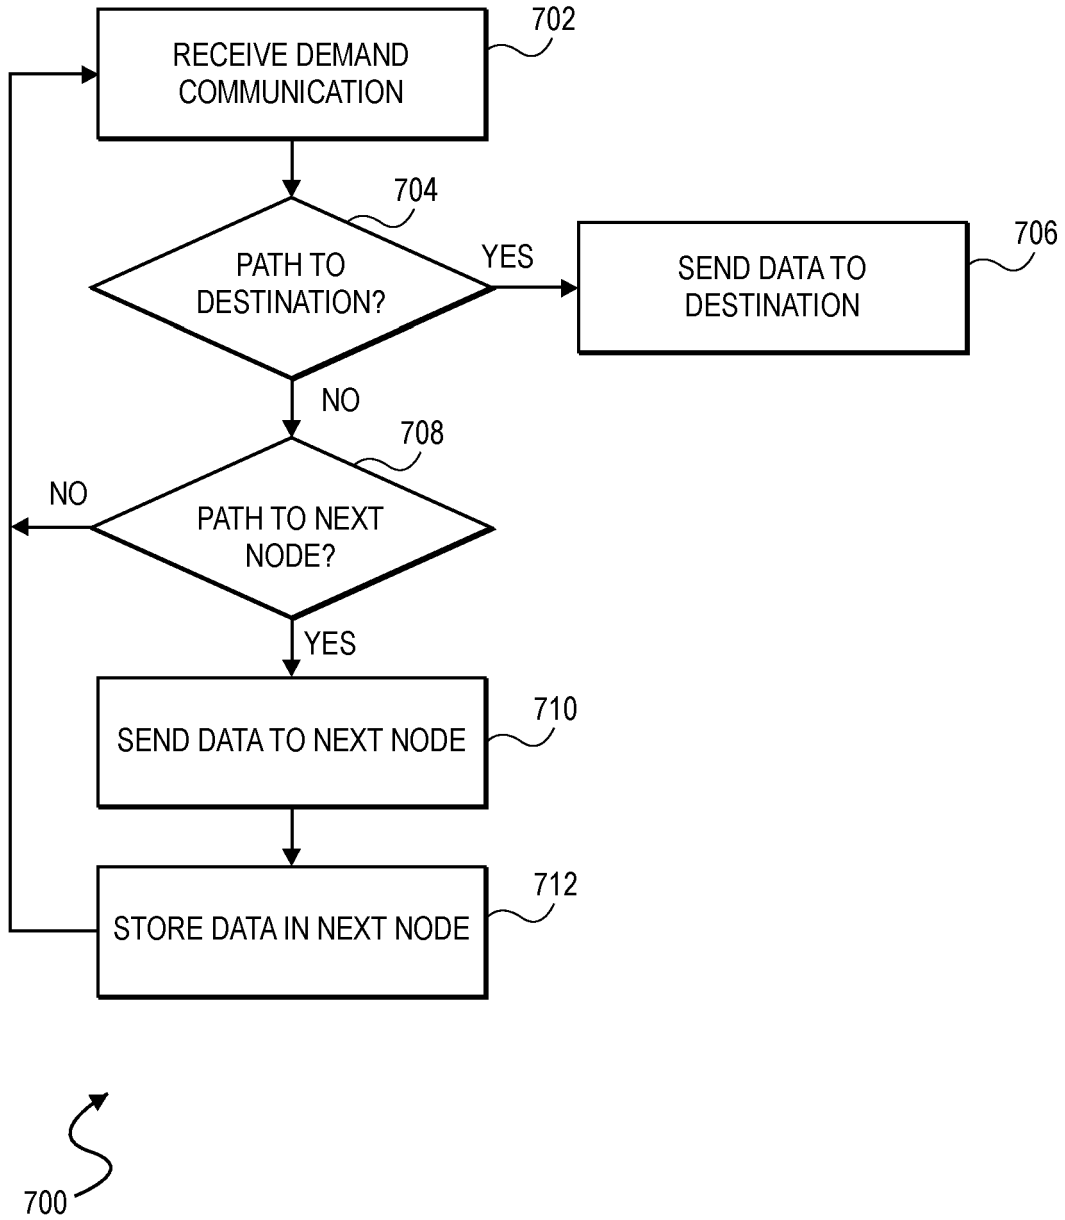 702
RECEIVE DEMAND
COMMUNICATION
704
PATH TO
DESTINATION?
YES
706
SEND DATA TO
DESTINATION
NO
708
PATH TO NEXT
NODE?
NO
YES
710
SEND DATA TO NEXT NODE
712
STORE DATA IN NEXT NODE
700